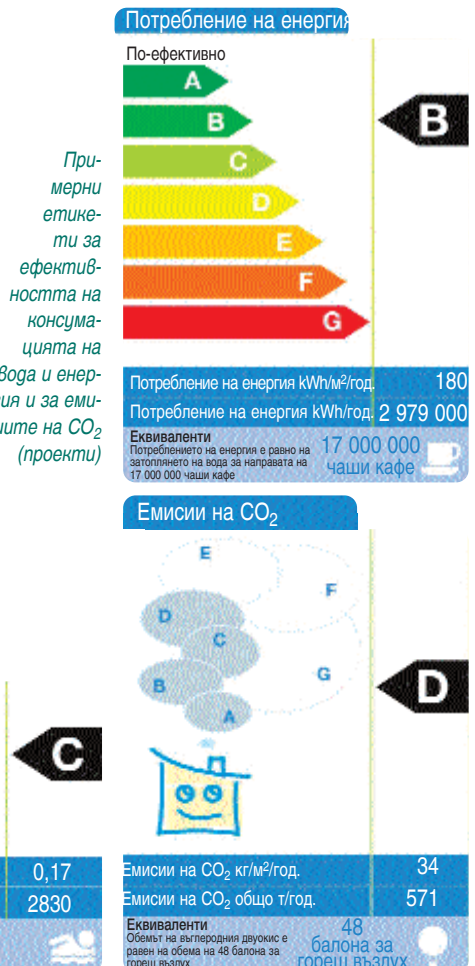 Потребление на енергия
По-ефективно
A
B
C
D
E
F
G
B
При-
мерни
етике-
ти за
ефектив-
ността на
консума-
цията на
вода и енер-
ия и за еми-
ите на CO₂
(проекти)
Потребление на енергия kWh/м²/год. 180
Потребление на енергия kWh/год. 2 979 000
Еквиваленти
Потреблението на енергия е равно на
затоплянето на вода за направата на
17 000 000 чаши кафе
17 000 000
чаши кафе
Емисии на CO₂
E
F
D
C
G
B
A
D
C
0,17
2830
Емисии на CO₂ кг/м²/год. 34
Емисии на CO₂ общо т/год. 571
Еквиваленти
Обемът на въглеродния двуокис е
равен на обема на 48 балона за
горещ въздух
48
балона за
горещ въздух